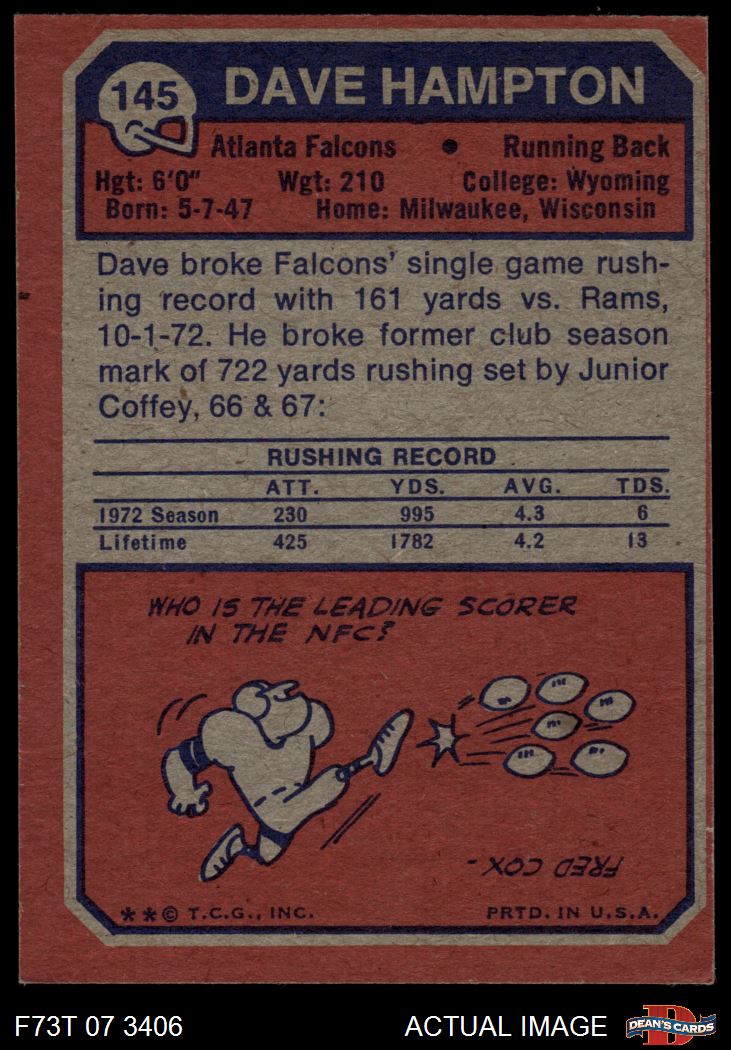 145
DAVE HAMPTON
Atlanta Falcons • Running Back
Hgt: 6'0" Wgt: 210 College: Wyoming
Born: 5-7-47 Home: Milwaukee, Wisconsin
Dave broke Falcons' single game rush-
ing record with 161 yards vs. Rams,
10-1-72. He broke former club season
mark of 722 yards rushing set by Junior
Coffey, 66 & 67:
RUSHING RECORD
ATT. YDS. AVG. TDS.
1972 Season 230 995 4.3 6
Lifetime 425 1782 4.2 13
WHO IS THE LEADING SCORER
IN THE NFC?
FRED COX -
**© T.C.G., INC. PRTD. IN U.S.A.
F73T 07 3406 ACTUAL IMAGE
D
DEAN'S CARDS